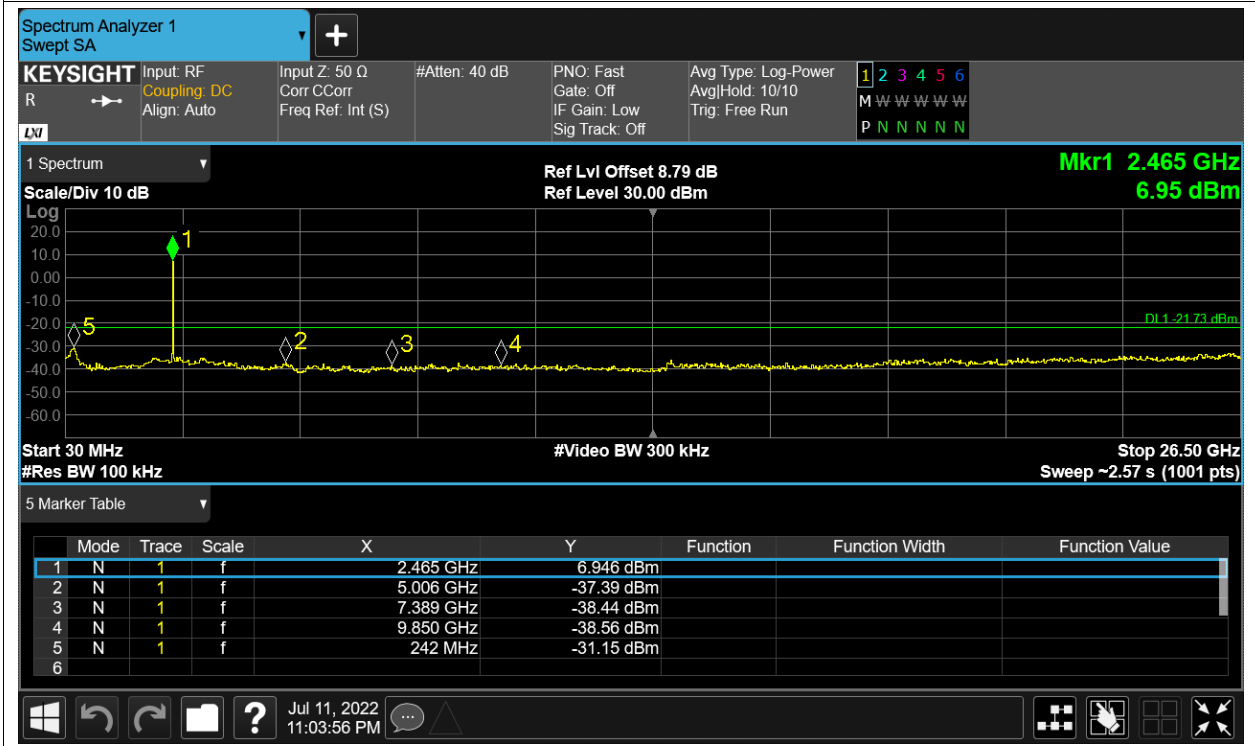 Spectrum Analyzer 1
Swept SA
+
KEYSIGHT
R
LXI
Input: RF
Coupling: DC
Align: Auto
Input Z: 50 Ω
Corr CCorr
Freq Ref: Int (S)
#Atten: 40 dB
PNO: Fast
Gate: Off
IF Gain: Low
Sig Track: Off
Avg Type: Log-Power
Avg|Hold: 10/10
Trig: Free Run
1 2 3 4 5 6
M W W W W W
P N N N N N
1 Spectrum
Scale/Div 10 dB
Ref Lvl Offset 8.79 dB
Ref Level 30.00 dBm
Mkr1 2.465 GHz
6.95 dBm
Log
20.0
10.0
0.00
-10.0
-20.0
-30.0
-40.0
-50.0
-60.0
1
5
2
3
4
DL1 -21.73 dBm
Start 30 MHz
#Res BW 100 kHz
#Video BW 300 kHz
Stop 26.50 GHz
Sweep ~2.57 s (1001 pts)
5 Marker Table
Mode Trace Scale X Y Function Function Width Function Value
1 N 1 f 2.465 GHz 6.946 dBm
2 N 1 f 5.006 GHz -37.39 dBm
3 N 1 f 7.389 GHz -38.44 dBm
4 N 1 f 9.850 GHz -38.56 dBm
5 N 1 f 242 MHz -31.15 dBm
6
?
Jul 11, 2022
11:03:56 PM